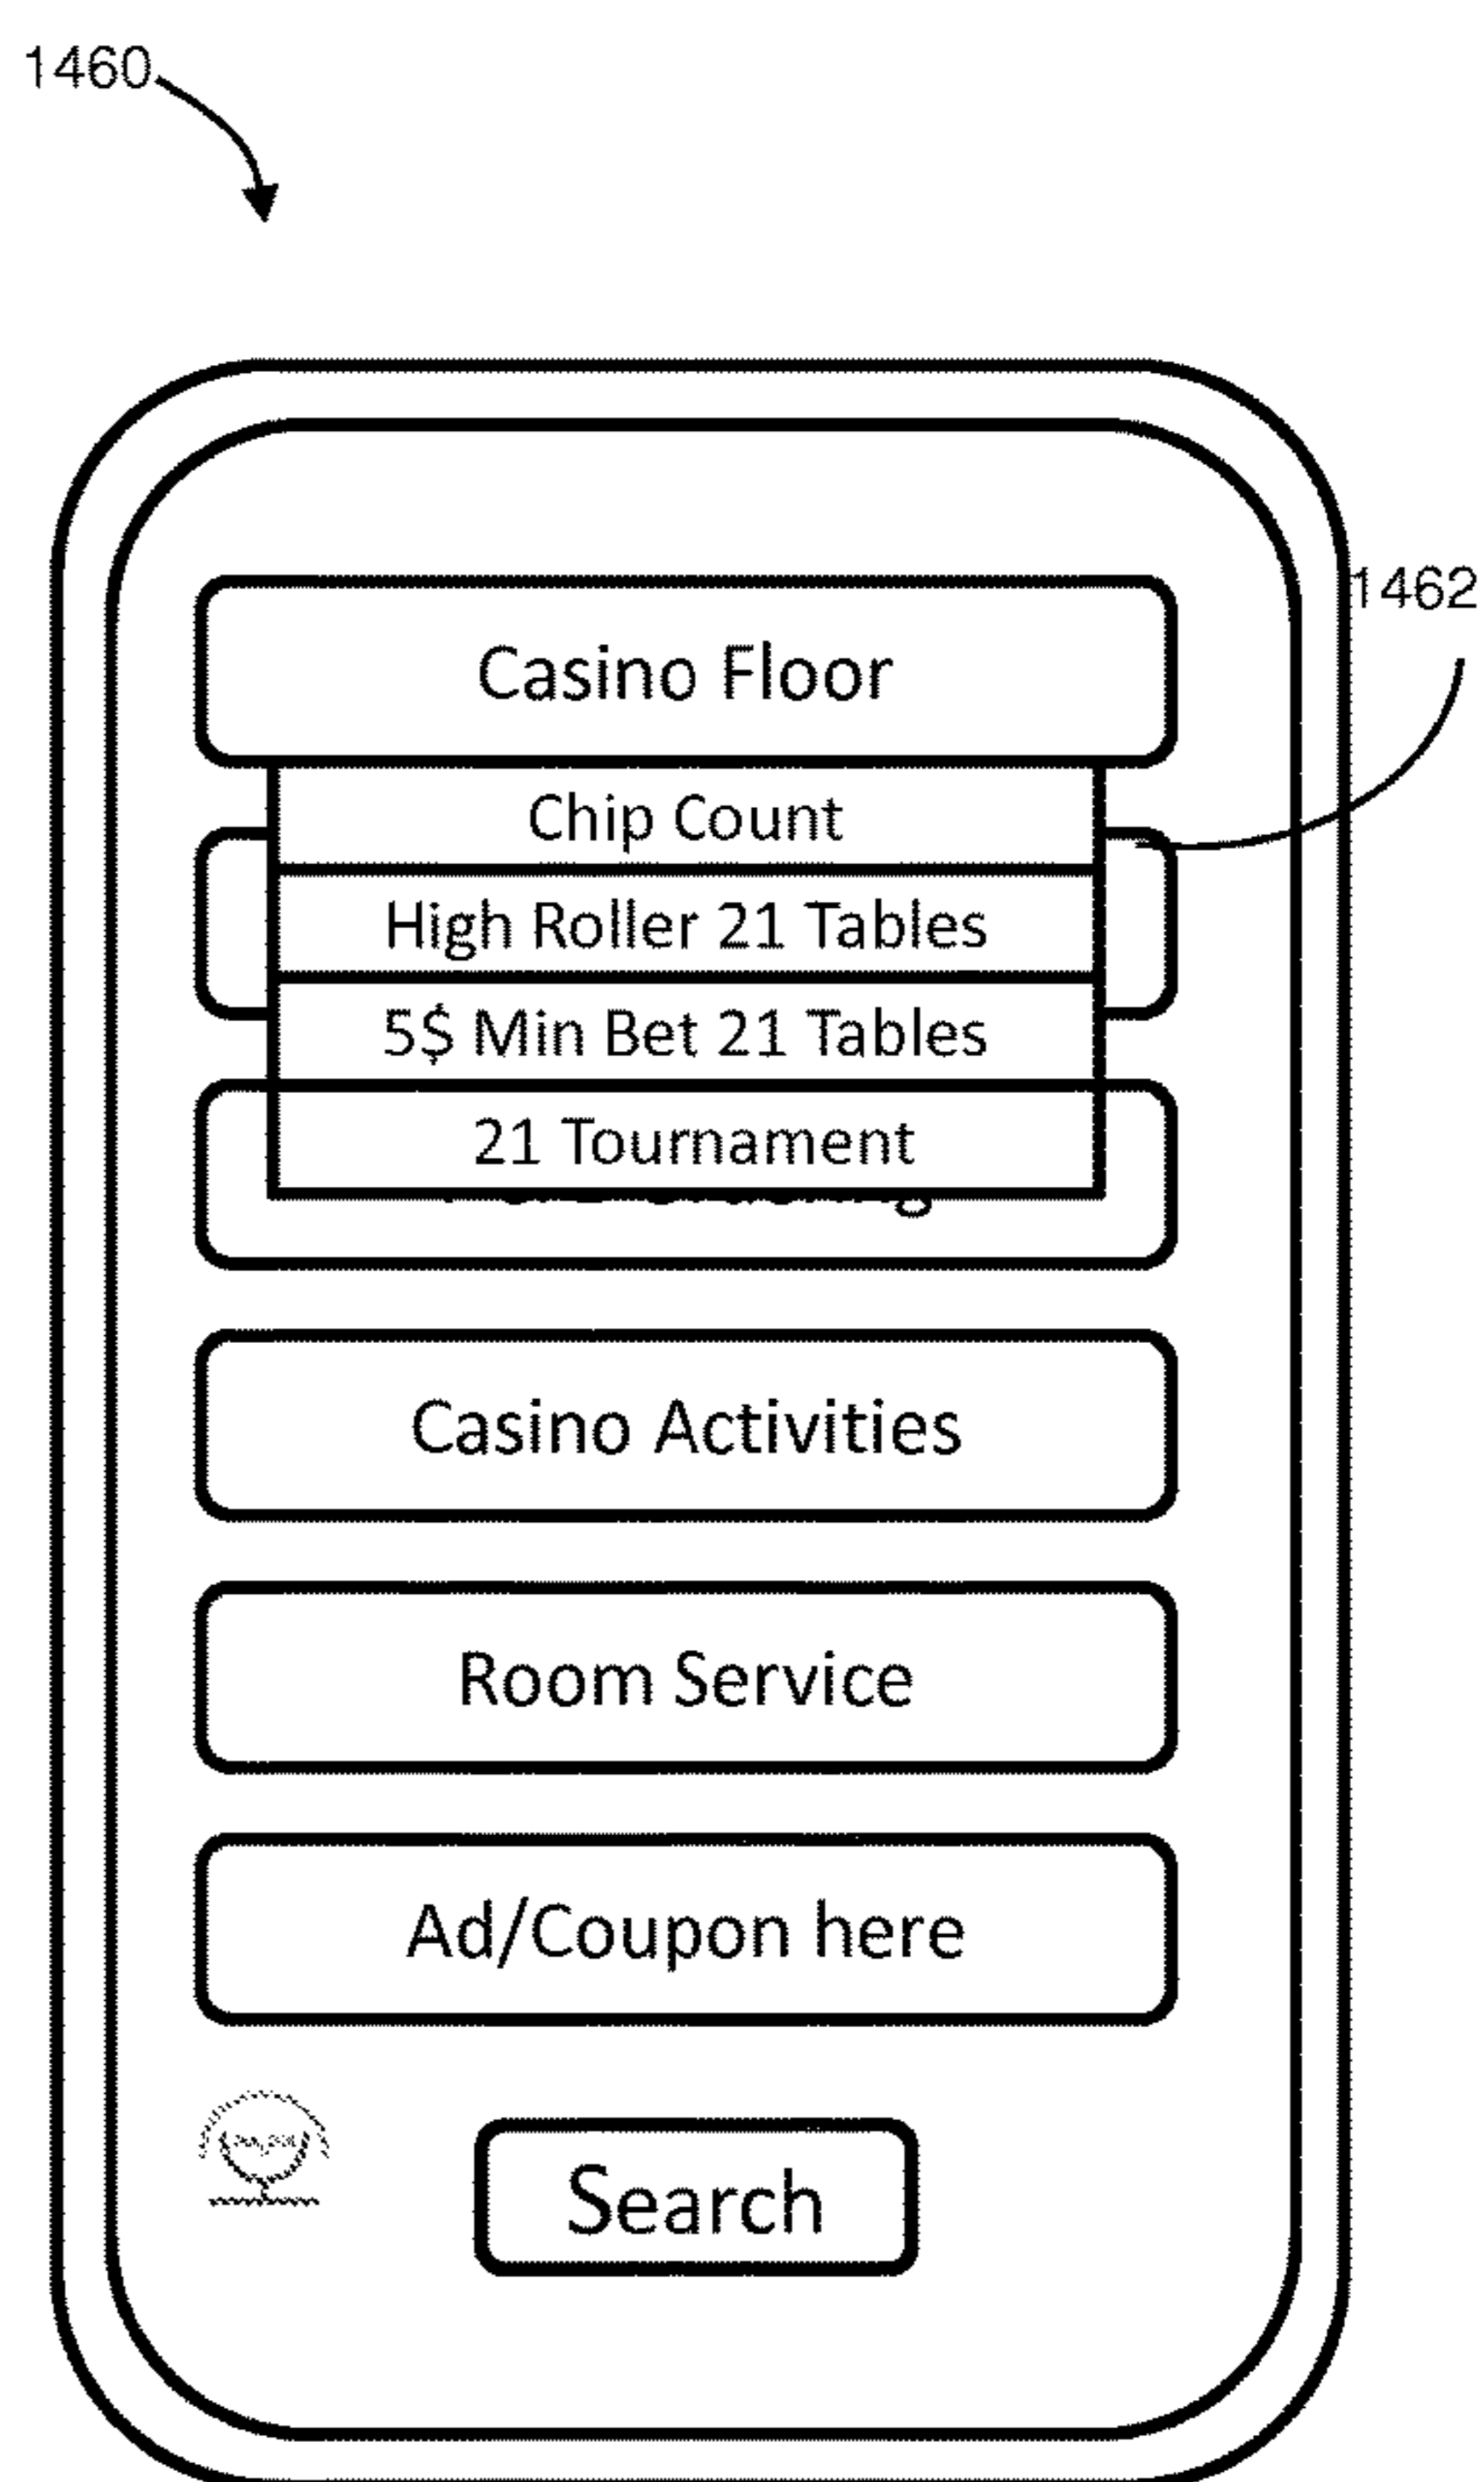 1460
1462
Casino Floor
Chip Count
High Roller 21 Tables
5$ Min Bet 21 Tables
21 Tournament
Casino Activities
Room Service
Ad/Coupon here
Search